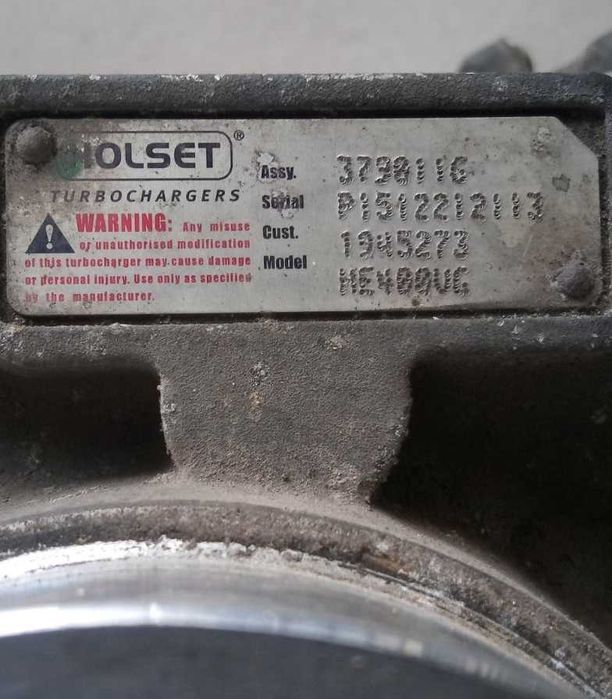 HOLSET®
TURBOCHARGERS
WARNING: Any misuse
or unauthorised modification
of this turbocharger may cause damage
or personal injury. Use only as specified
by the manufacturer.
Assy. 3798116
Serial P1512212113
Cust. 1945273
Model HE400VG